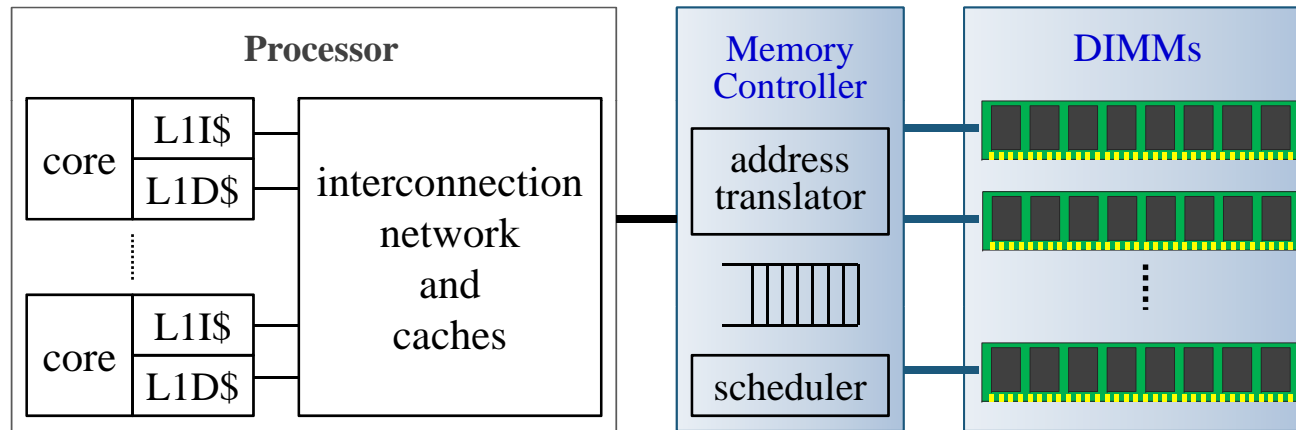 Processor
core
L1I$
L1D$
core
L1I$
L1D$
interconnection
network
and
caches
Memory
Controller
address
translator
scheduler
DIMMs